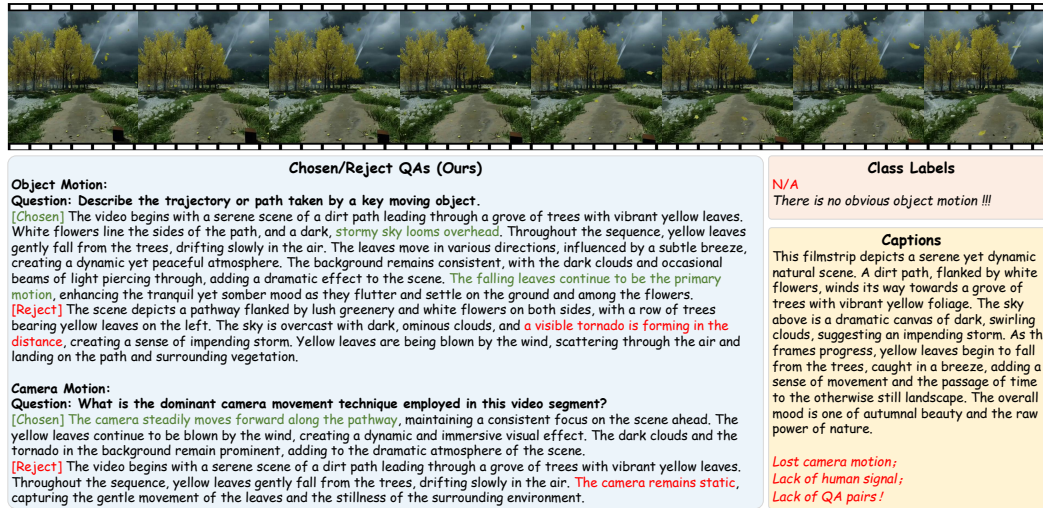 Chosen/Reject QAs (Ours)
Object Motion:
Question: Describe the trajectory or path taken by a key moving object.
[Chosen] The video begins with a serene scene of a dirt path leading through a grove of trees with vibrant yellow leaves.
White flowers line the sides of the path, and a dark, stormy sky looms overhead. Throughout the sequence, yellow leaves
gently fall from the trees, drifting slowly in the air. The leaves move in various directions, influenced by a subtle breeze,
creating a dynamic yet peaceful atmosphere. The background remains consistent, with the dark clouds and occasional
beams of light piercing through, adding a dramatic effect to the scene. The falling leaves continue to be the primary
motion, enhancing the tranquil yet somber mood as they flutter and settle on the ground and among the flowers.
[Reject] The scene depicts a pathway flanked by lush greenery and white flowers on both sides, with a row of trees
bearing yellow leaves on the left. The sky is overcast with dark, ominous clouds, and a visible tornado is forming in the
distance, creating a sense of impending storm. Yellow leaves are being blown by the wind, scattering through the air and
landing on the path and surrounding vegetation.
Camera Motion:
Question: What is the dominant camera movement technique employed in this video segment?
[Chosen] The camera steadily moves forward along the pathway, maintaining a consistent focus on the scene ahead. The
yellow leaves continue to be blown by the wind, creating a dynamic and immersive visual effect. The dark clouds and the
tornado in the background remain prominent, adding to the dramatic atmosphere of the scene.
[Reject] The video begins with a serene scene of a dirt path leading through a grove of trees with vibrant yellow leaves.
Throughout the sequence, yellow leaves gently fall from the trees, drifting slowly in the air. The camera remains static,
capturing the gentle movement of the leaves and the stillness of the surrounding environment.
Class Labels
N/A
There is no obvious object motion !!!
Captions
This filmstrip depicts a serene yet dynamic
natural scene. A dirt path, flanked by white
flowers, winds its way towards a grove of
trees with vibrant yellow foliage. The sky
above is a dramatic canvas of dark, swirling
clouds, suggesting an impending storm. As th
frames progress, yellow leaves begin to fall
from the trees, caught in a breeze, adding a
sense of movement and the passage of time
to the otherwise still landscape. The overall
mood is one of autumnal beauty and the raw
power of nature.
Lost camera motion;
Lack of human signal;
Lack of QA pairs!